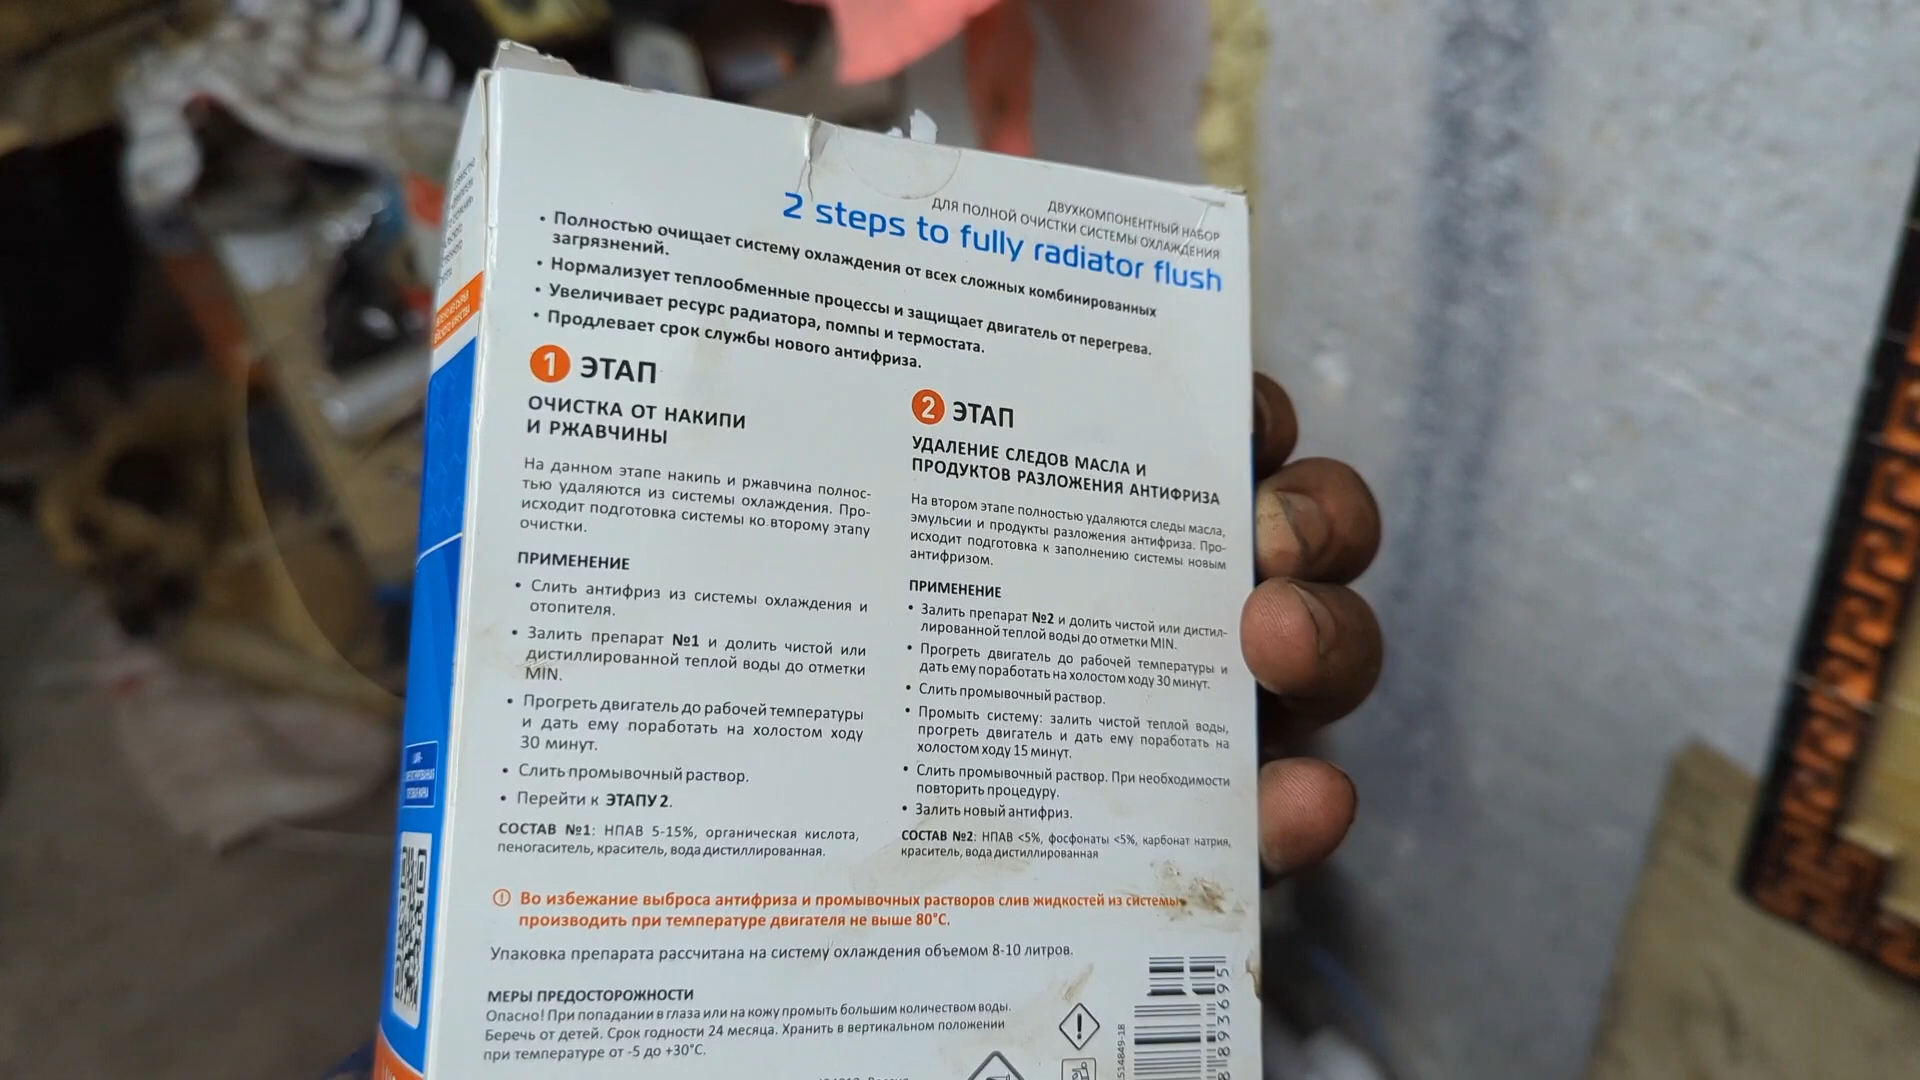 ДВУХКОМПОНЕНТНЫЙ НАБОР
ДЛЯ ПОЛНОЙ ОЧИСТКИ СИСТЕМЫ ОХЛАЖДЕНИЯ
2 steps to fully radiator flush
• Полностью очищает систему охлаждения от всех сложных комбинированных
загрязнений.
• Нормализует теплообменные процессы и защищает двигатель от перегрева.
• Увеличивает ресурс радиатора, помпы и термостата.
• Продлевает срок службы нового антифриза.
1 ЭТАП
ОЧИСТКА ОТ НАКИПИ
И РЖАВЧИНЫ
На данном этапе накипь и ржавчина полнос-
тью удаляются из системы охлаждения. Про-
исходит подготовка системы ко второму этапу
очистки.
ПРИМЕНЕНИЕ
• Слить антифриз из системы охлаждения и
отопителя.
• Залить препарат №1 и долить чистой или
дистиллированной теплой воды до отметки
MIN.
• Прогреть двигатель до рабочей температуры
и дать ему поработать на холостом ходу
30 минут.
• Слить промывочный раствор.
• Перейти к ЭТАПУ 2.
СОСТАВ №1: НПАВ 5-15%, органическая кислота,
пеногаситель, краситель, вода дистиллированная.
2 ЭТАП
УДАЛЕНИЕ СЛЕДОВ МАСЛА И
ПРОДУКТОВ РАЗЛОЖЕНИЯ АНТИФРИЗА
На втором этапе полностью удаляются следы масла,
эмульсии и продукты разложения антифриза. Про-
исходит подготовка к заполнению системы новым
антифризом.
ПРИМЕНЕНИЕ
• Залить препарат №2 и долить чистой или дистил-
лированной теплой воды до отметки MIN.
• Прогреть двигатель до рабочей температуры и
дать ему поработать на холостом ходу 30 минут.
• Слить промывочный раствор.
• Промыть систему: залить чистой теплой воды,
прогреть двигатель и дать ему поработать на
холостом ходу 15 минут.
• Слить промывочный раствор. При необходимости
повторить процедуру.
• Залить новый антифриз.
СОСТАВ №2: НПАВ <5%, фосфонаты <5%, карбонат натрия,
краситель, вода дистиллированная
Во избежание выброса антифриза и промывочных растворов слив жидкостей из системы
производить при температуре двигателя не выше 80°С.
Упаковка препарата рассчитана на систему охлаждения объемом 8-10 литров.
МЕРЫ ПРЕДОСТОРОЖНОСТИ
Опасно! При попадании в глаза или на кожу промыть большим количеством воды.
Беречь от детей. Срок годности 24 месяца. Хранить в вертикальном положении
при температуре от -5 до +30°С.